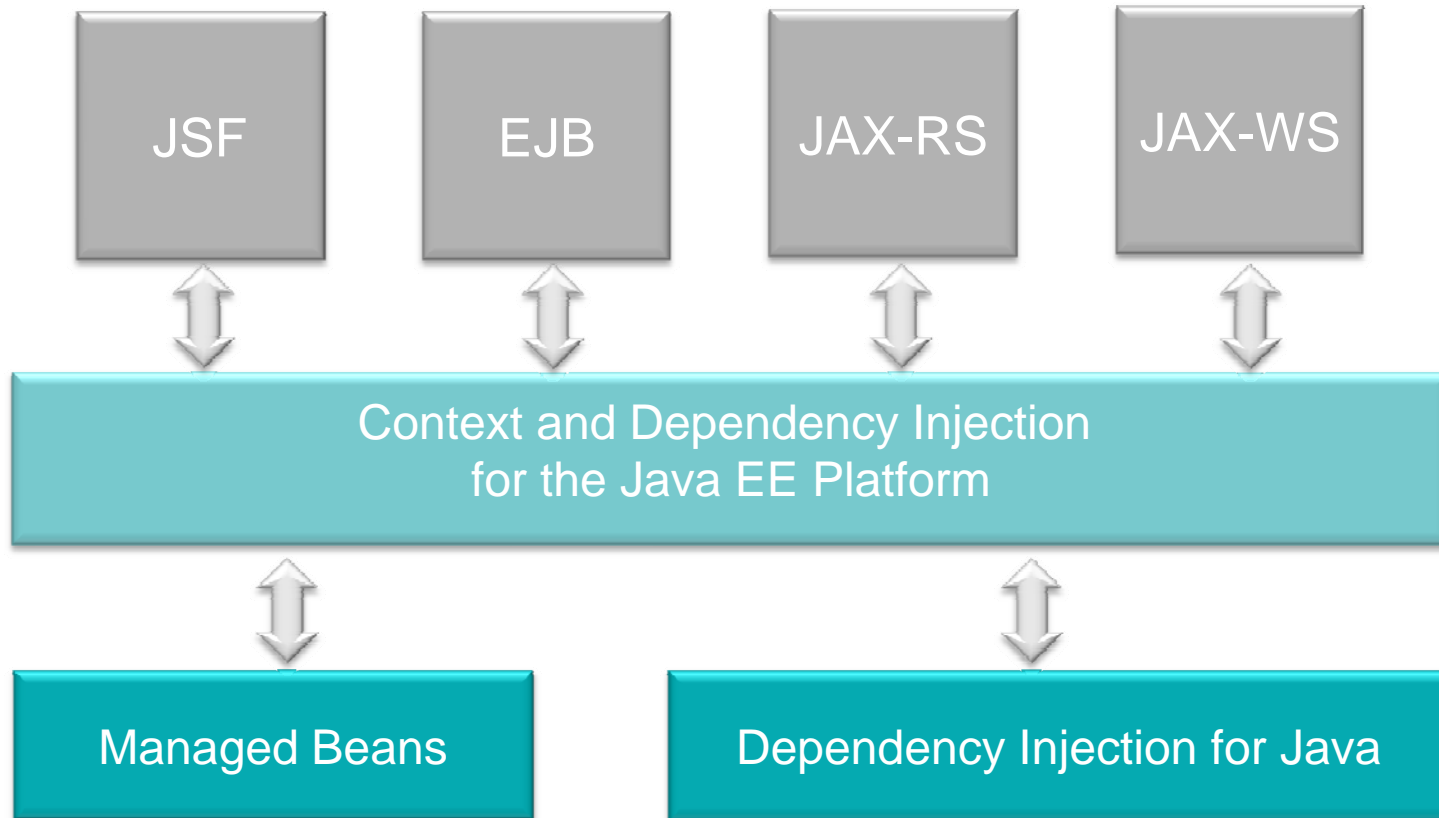 JSF
EJB
JAX-RS
JAX-WS
Context and Dependency Injection
for the Java EE Platform
Managed Beans
Dependency Injection for Java